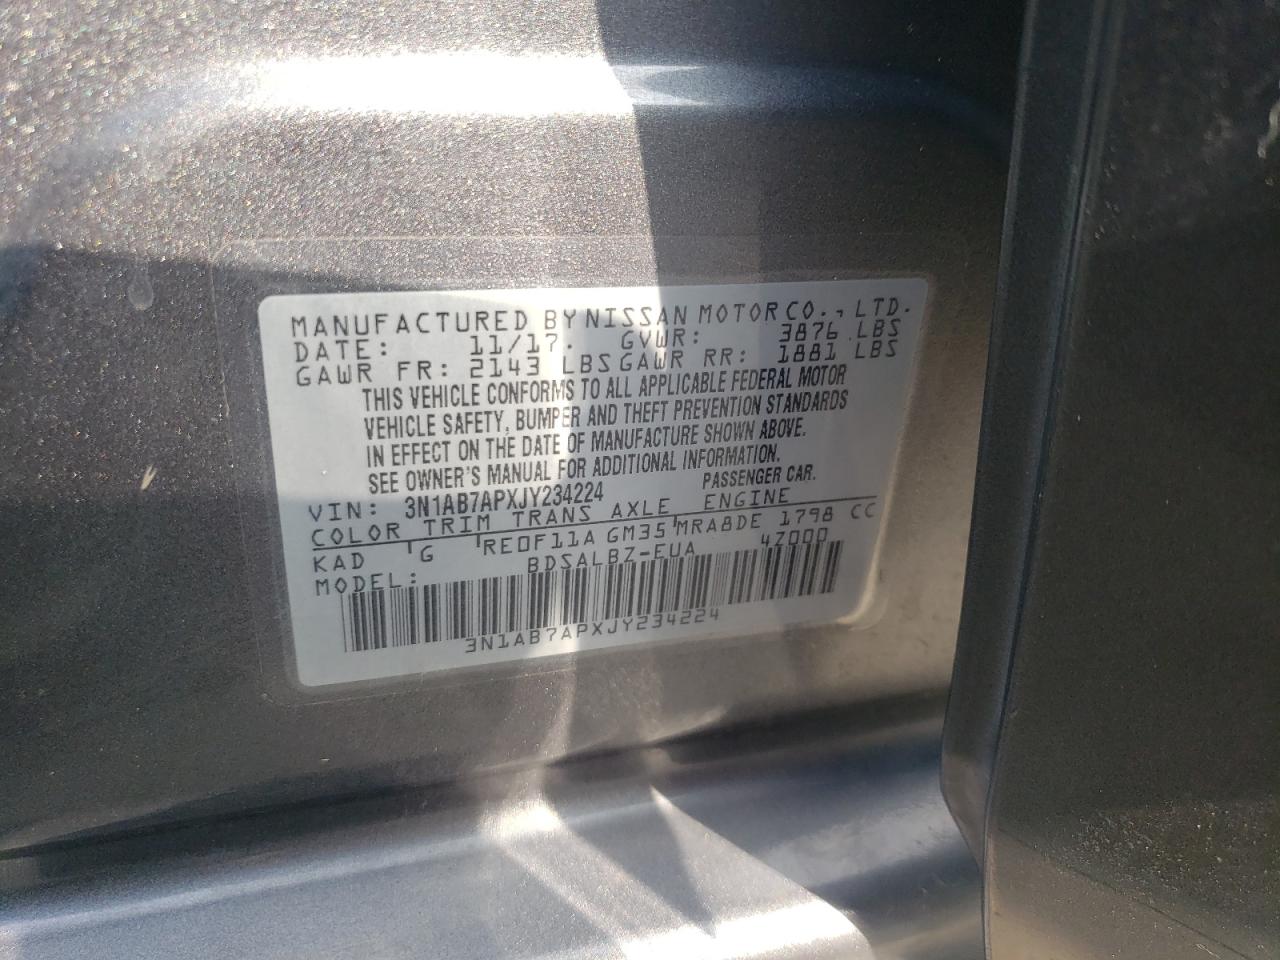 MANUFACTURED BY NISSAN MOTOR CO., LTD.
DATE: 11/17. GVWR: 3876 LBS
GAWR FR: 2143 LBS GAWR RR: 1881 LBS
THIS VEHICLE CONFORMS TO ALL APPLICABLE FEDERAL MOTOR
VEHICLE SAFETY, BUMPER AND THEFT PREVENTION STANDARDS
IN EFFECT ON THE DATE OF MANUFACTURE SHOWN ABOVE.
SEE OWNER'S MANUAL FOR ADDITIONAL INFORMATION.
VIN: 3N1AB7APXJY234224 PASSENGER CAR.
COLOR TRIM TRANS AXLE ENGINE
KAD G RE0F11A GM35 MRA8DE 1798 CC
MODEL: BDSALBZ-EUA 4Z000
3N1AB7APXJY234224